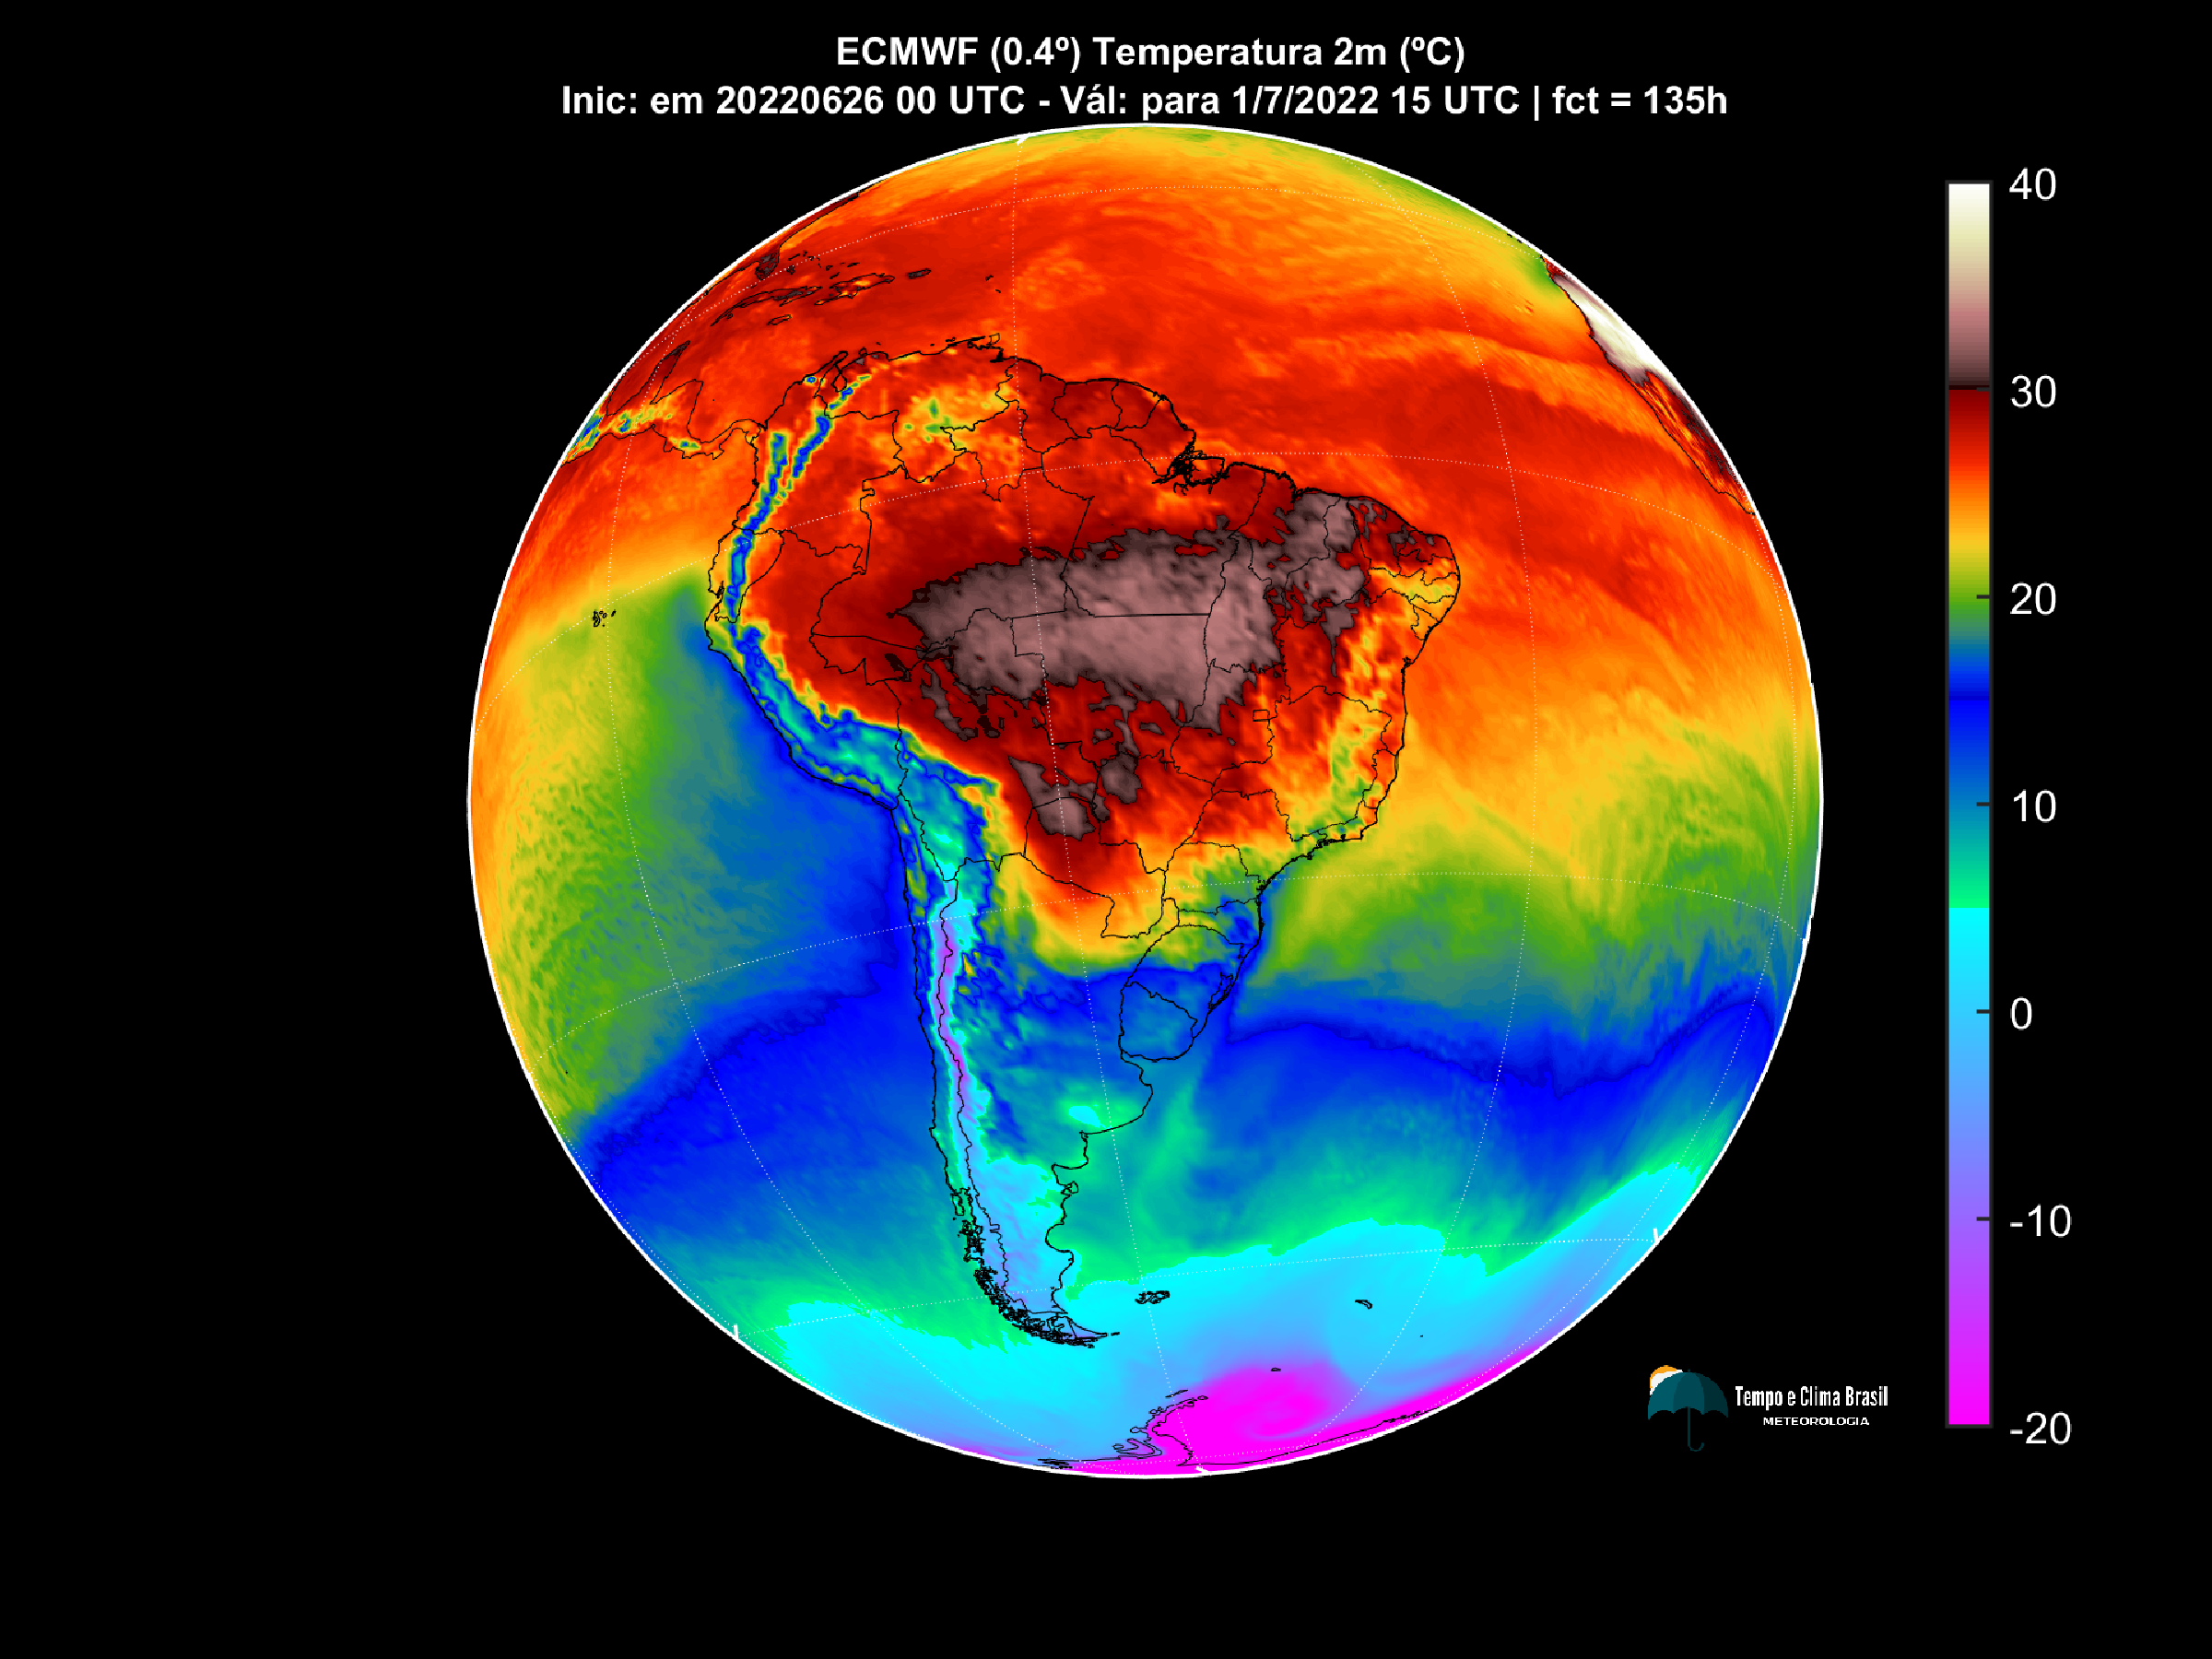 ECMWF (0.4º) Temperatura 2m (ºC)
Inic: em 20220626 00 UTC - Vál: para 1/7/2022 15 UTC | fct = 135h
40
30
20
10
0
-10
-20
Tempo e Clima Brasil
METEOROLOGIA